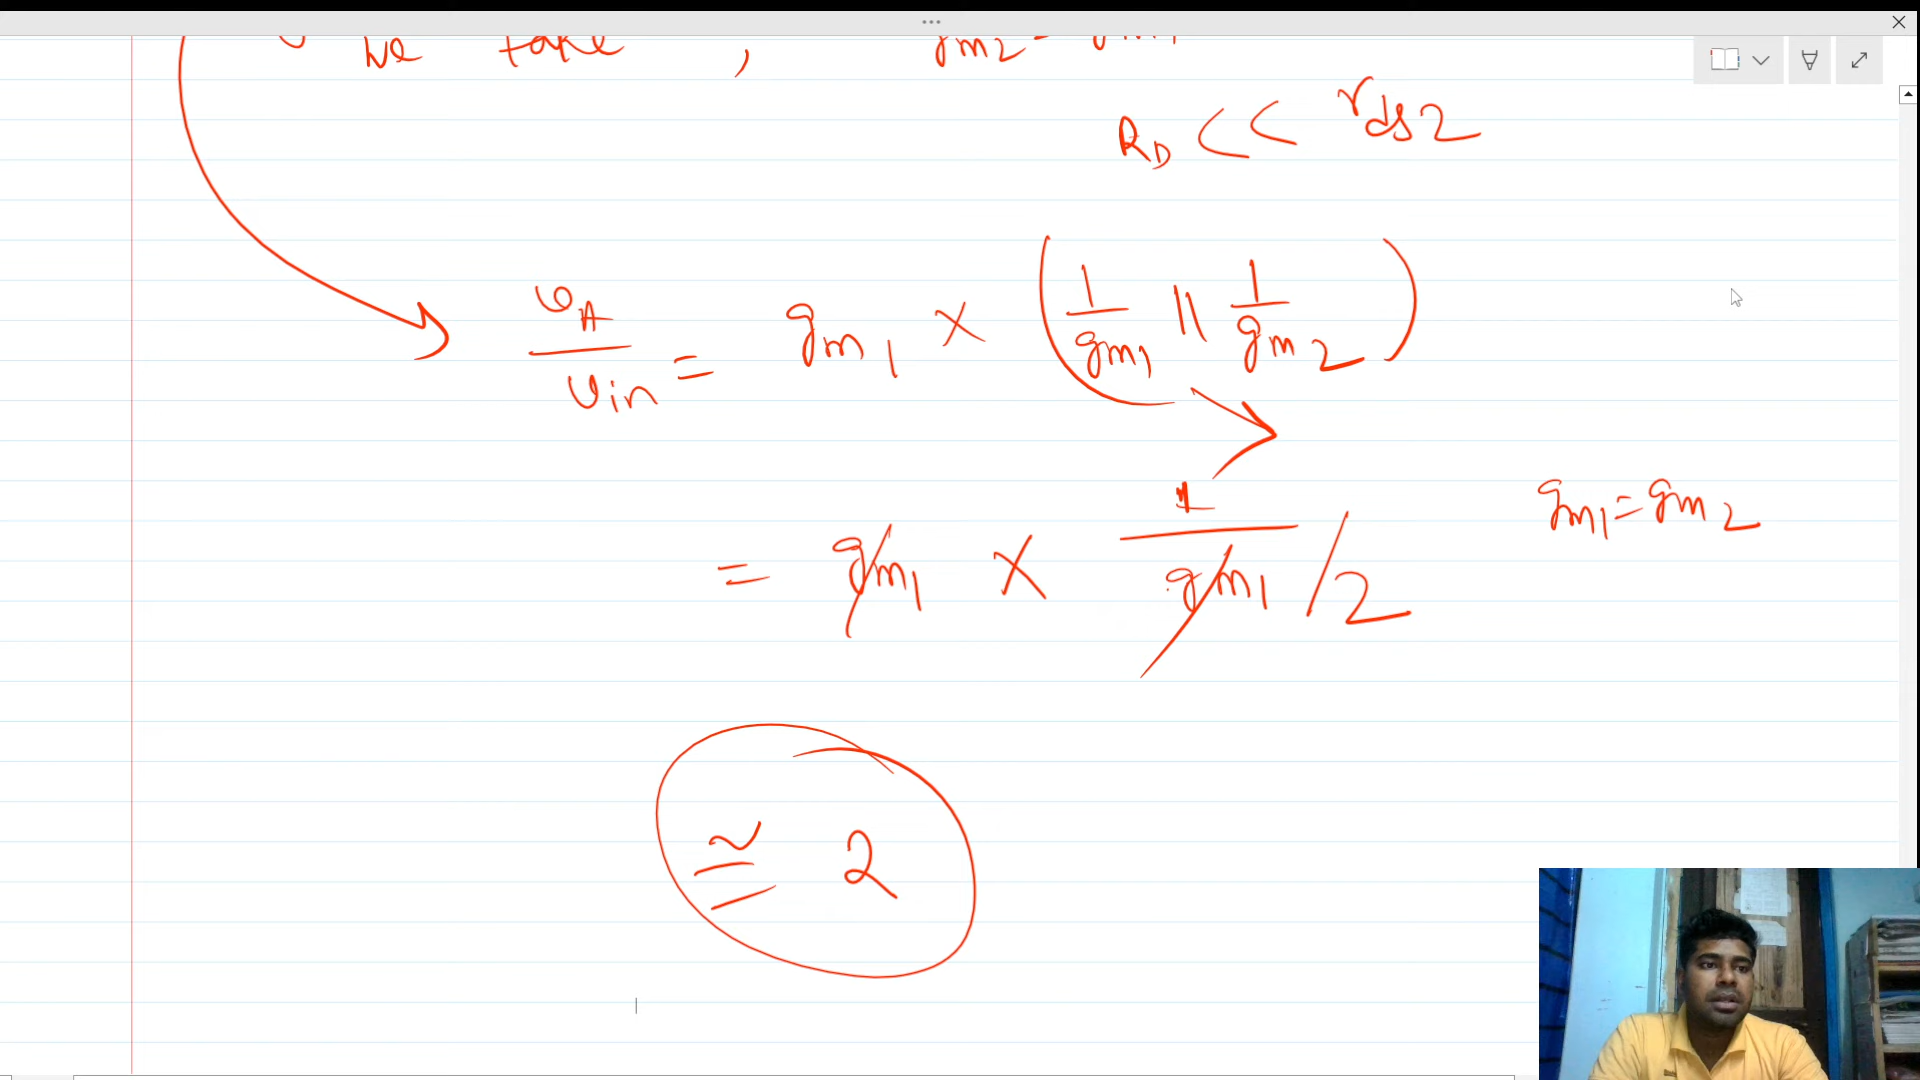 we take , gm2 =
RD << rds2
vA / vin = gm1 × ( 1/gm1 || 1/gm2 )
= gm1 × 1 / gm1/2
gm1 = gm2
≅ 2